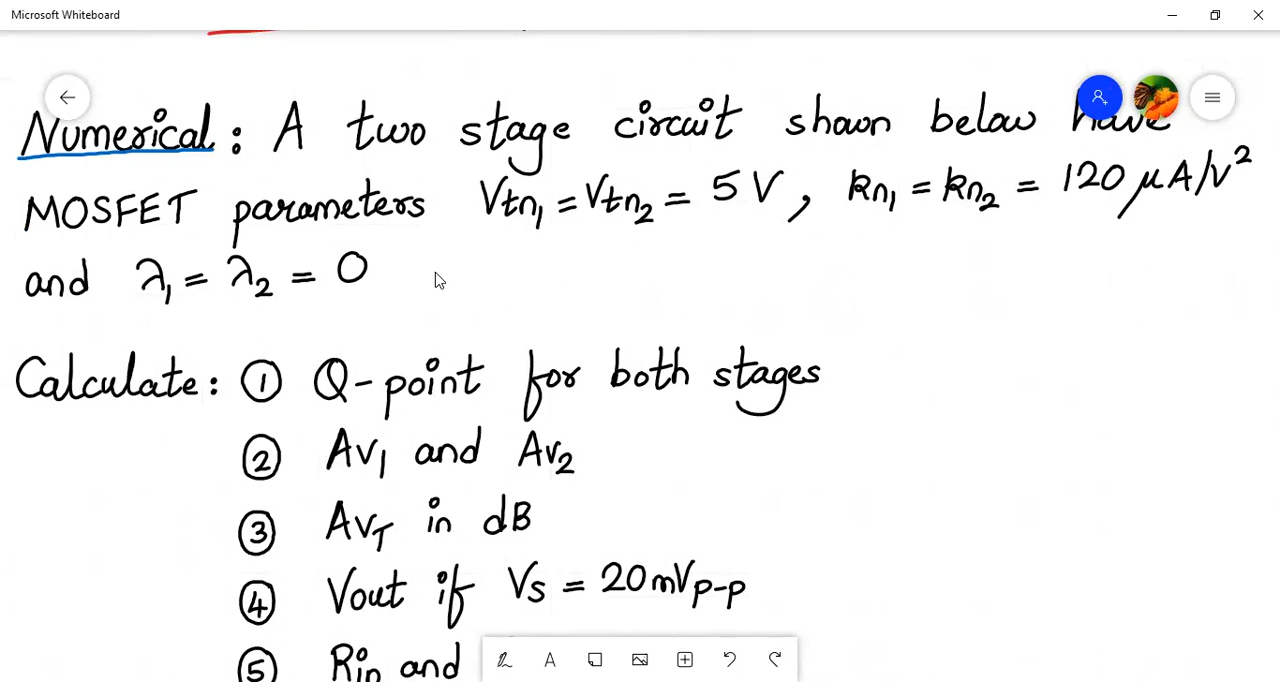 Microsoft Whiteboard
Numerical: A two stage circuit shown below have
MOSFET parameters Vtn1 = Vtn2 = 5 V, kn1 = kn2 = 120 μA/V²
and λ1 = λ2 = 0
Calculate: ① Q-point for both stages
② Av1 and Av2
③ AvT in dB
④ Vout if Vs = 20 mVp-p
⑤ Rin and